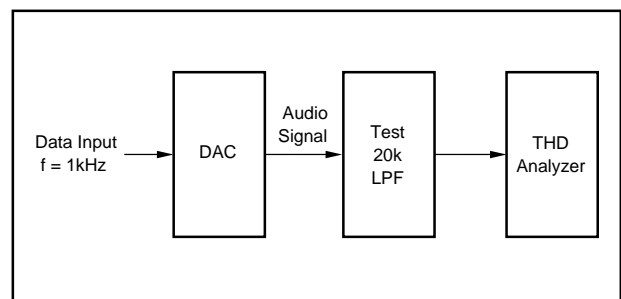 Data Input
f = 1kHz
DAC
Audio
Signal
Test
20k
LPF
THD
Analyzer